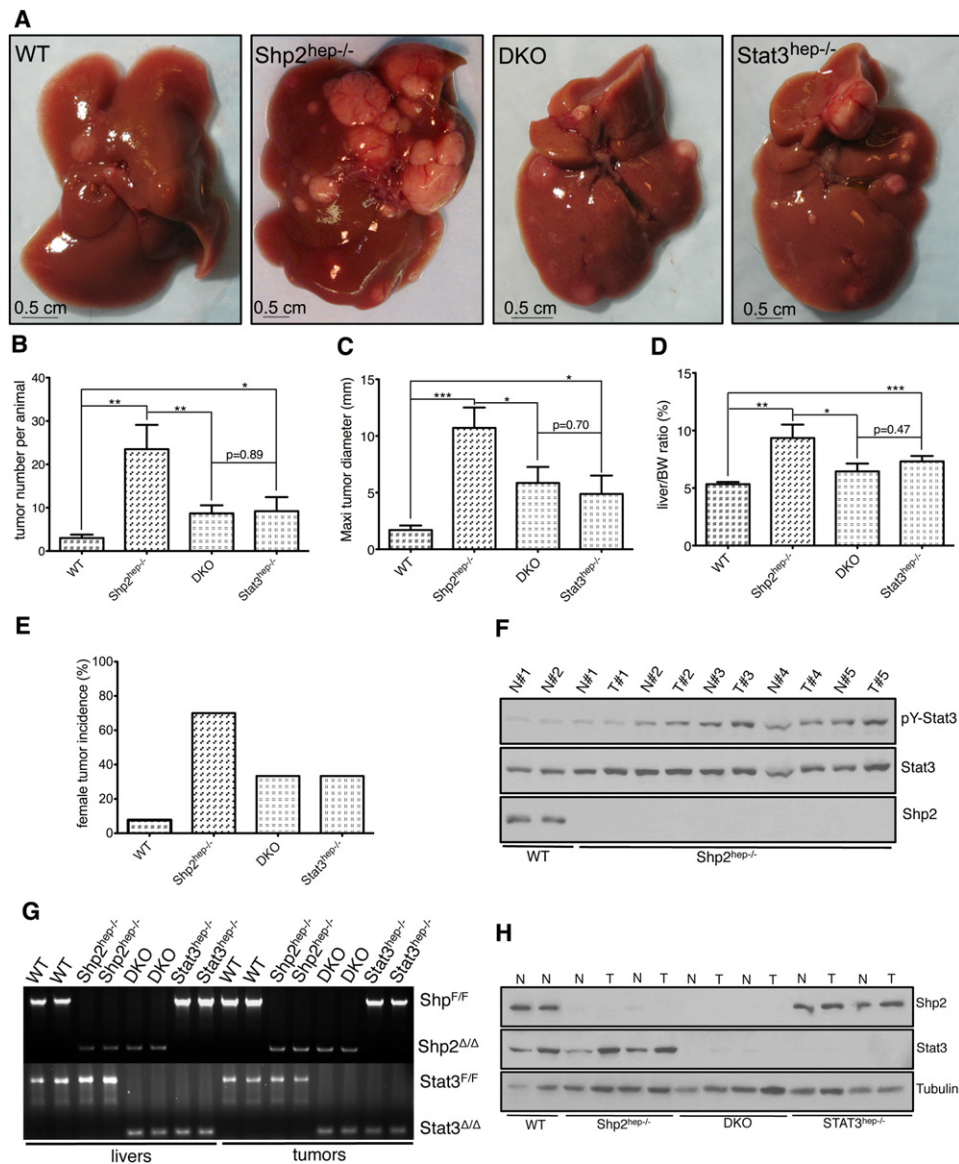 A
WT
Shp2hep-/-
DKO
Stat3hep-/-
0.5 cm
0.5 cm
0.5 cm
0.5 cm
B
tumor number per animal
40
30
20
10
0
**
**
*
p=0.89
WT
Shp2hep-/-
DKO
Stat3hep-/-
C
Maxi tumor diameter (mm)
15
10
5
0
***
*
*
p=0.70
WT
Shp2hep-/-
DKO
Stat3hep-/-
D
liver/BW ratio (%)
15
10
5
0
**
*
***
p=0.47
WT
Shp2hep-/-
DKO
Stat3hep-/-
E
female tumor incidence (%)
100
80
60
40
20
0
WT
Shp2hep-/-
DKO
Stat3hep-/-
F
N#1 N#2 N#1 T#1 N#2 T#2 N#3 T#3 N#4 T#4 N#5 T#5
pY-Stat3
Stat3
Shp2
WT Shp2hep-/-
G
WT WT Shp2hep-/- Shp2hep-/- DKO DKO Stat3hep-/- Stat3hep-/- WT WT Shp2hep-/- Shp2hep-/- DKO DKO Stat3hep-/- Stat3hep-/-
ShpF/F
Shp2Δ/Δ
Stat3F/F
Stat3Δ/Δ
livers tumors
H
N N N T N T N T N T N T N T
Shp2
Stat3
Tubulin
WT Shp2hep-/- DKO STAT3hep-/-